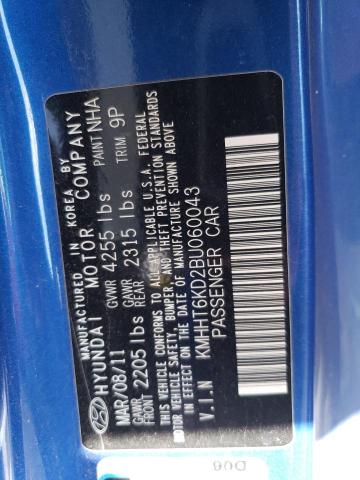 MANUFACTURED IN KOREA BY
HYUNDAI MOTOR COMPANY
MAR/08/11 GVWR 4255 lbs PAINT NHA
GAWR FRONT 2205 lbs GAWR REAR 2315 lbs TRIM 9P
THIS VEHICLE CONFORMS TO ALL APPLICABLE U.S.A. FEDERAL
MOTOR VEHICLE SAFETY, BUMPER, AND THEFT PREVENTION STANDARDS
IN EFFECT ON THE DATE OF MANUFACTURE SHOWN ABOVE
V.I.N KMHHT6KD2BU060043
PASSENGER CAR